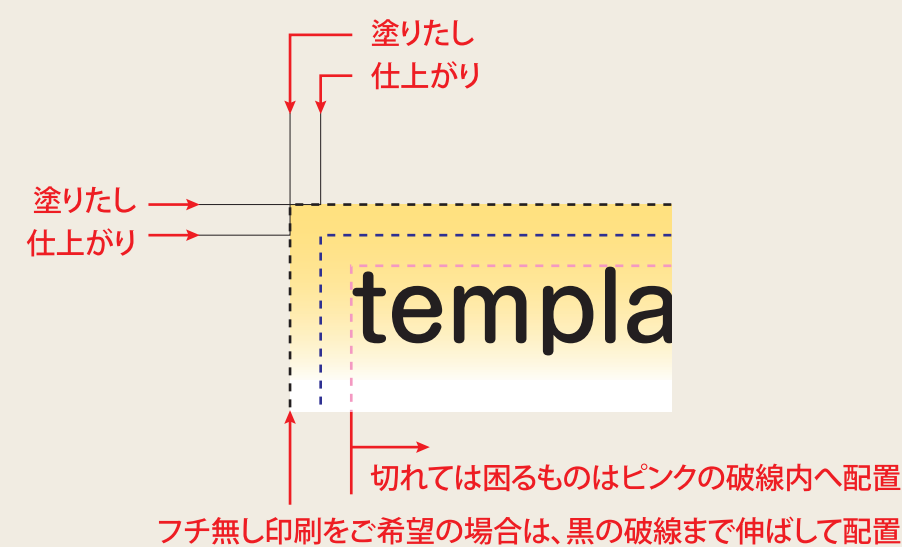 塗りたし
仕上がり
塗りたし
仕上がり
templa
切れては困るものはピンクの破線内へ配置
フチ無し印刷をご希望の場合は、黒の破線まで伸ばして配置